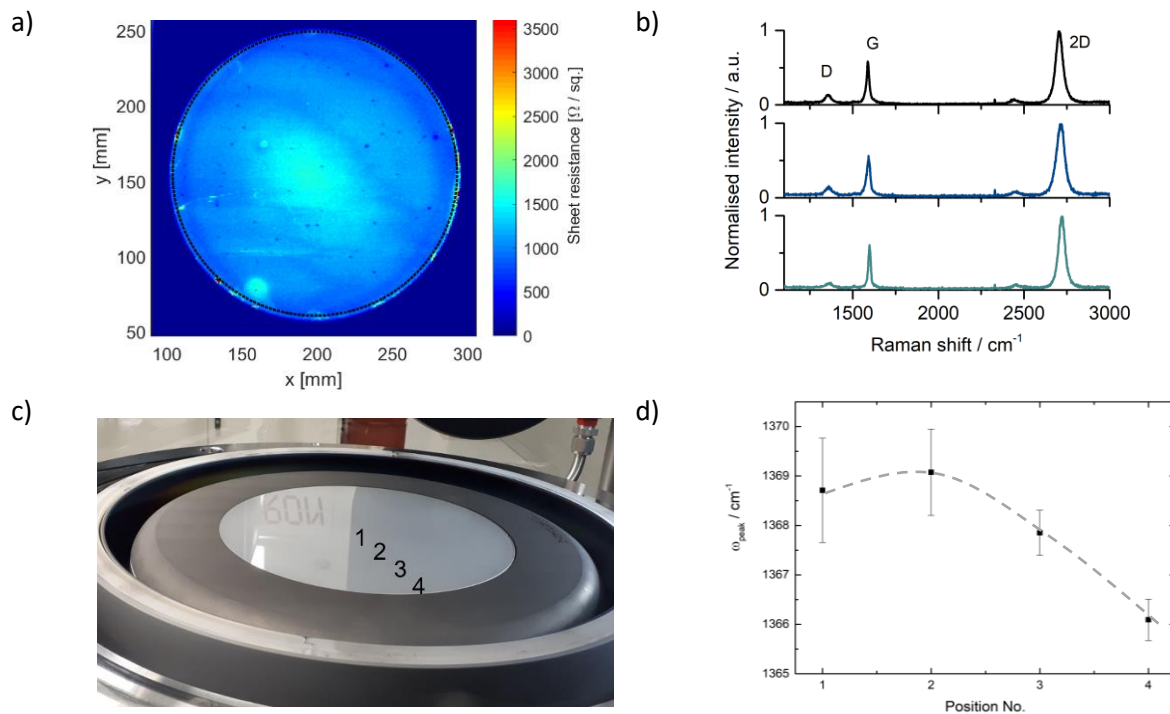 a)
250
200
150
100
50
y [mm]
100 150 200 250 300
x [mm]
3500
3000
2500
2000
1500
1000
500
0
Sheet resistance [Ω / sq.]
b)
D G 2D
1
0
1
0
1
0
Normalised intensity / a.u.
1500 2000 2500 3000
Raman shift / cm-1
c)
1
2
3
4
d)
1370
1369
1368
1367
1366
1365
ωpeak / cm-1
1 2 3 4
Position No.